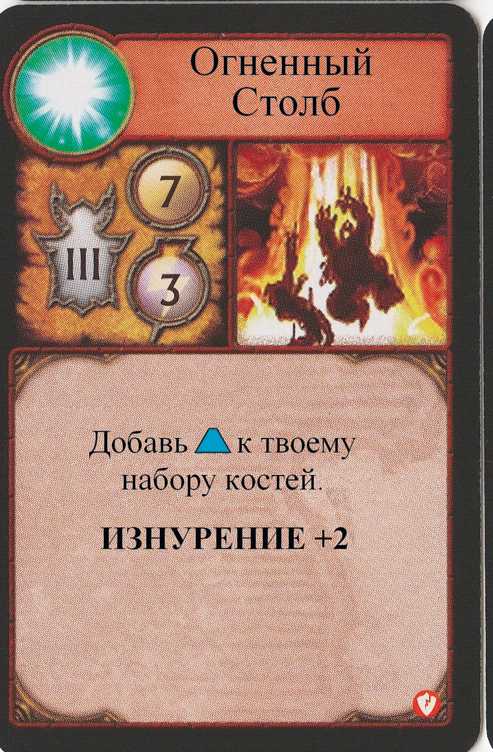 Огненный
Столб
7
III
3
Добавь к твоему
набору костей.
ИЗНУРЕНИЕ +2